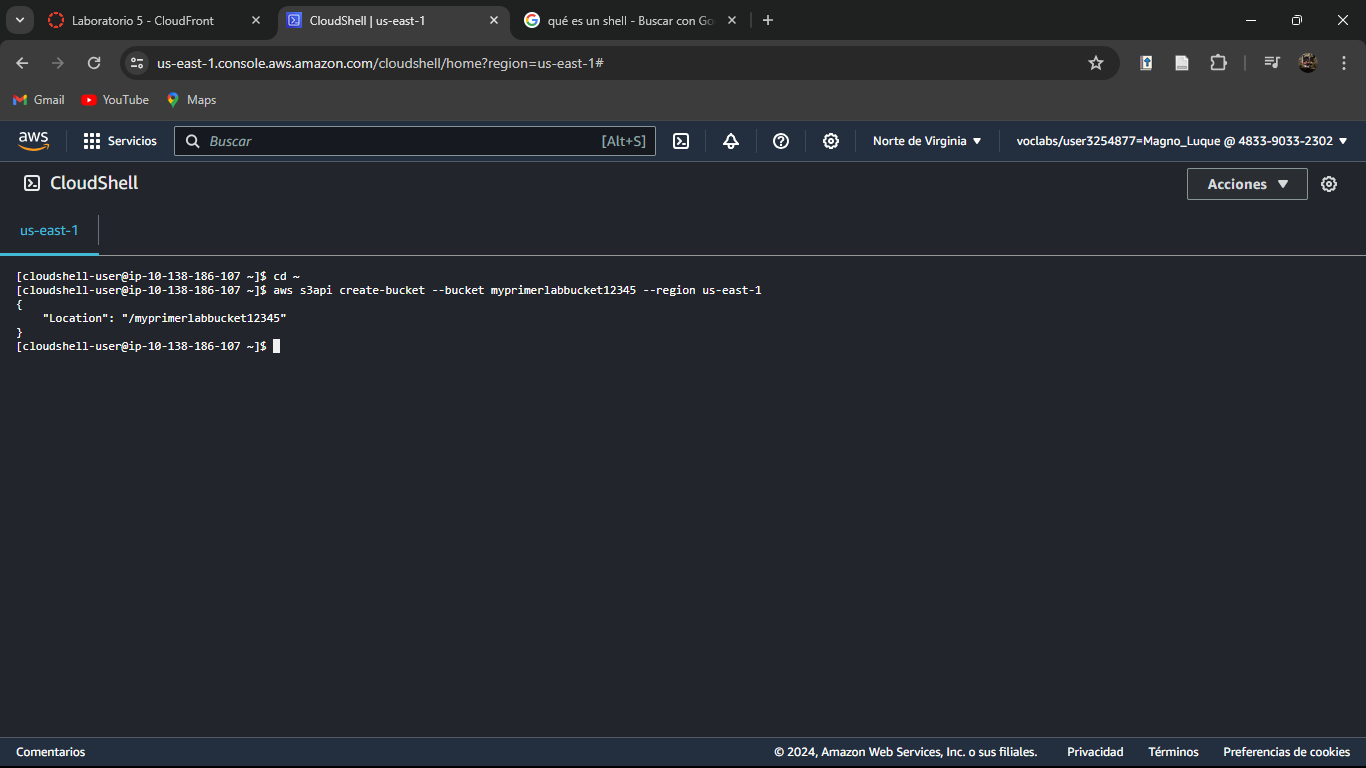 Laboratorio 5 - CloudFront
CloudShell | us-east-1
qué es un shell - Buscar con Go
us-east-1.console.aws.amazon.com/cloudshell/home?region=us-east-1#
Gmail
YouTube
Maps
aws
Servicios
Buscar
[Alt+S]
Norte de Virginia
voclabs/user3254877=Magno_Luque @ 4833-9033-2302
CloudShell
Acciones
us-east-1
[cloudshell-user@ip-10-138-186-107 ~]$ cd ~
[cloudshell-user@ip-10-138-186-107 ~]$ aws s3api create-bucket --bucket myprimerlabbucket12345 --region us-east-1
{
    "Location": "/myprimerlabbucket12345"
}
[cloudshell-user@ip-10-138-186-107 ~]$
Comentarios
© 2024, Amazon Web Services, Inc. o sus filiales.
Privacidad
Términos
Preferencias de cookies